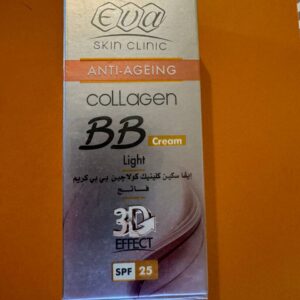 Eva
SKIN CLINIC
ANTI-AGEING
collagen
BB Cream
Light
ايفا سكين كلينيك كولاجين بي بي كريم
فاتح
3D
EFFECT
SPF 25